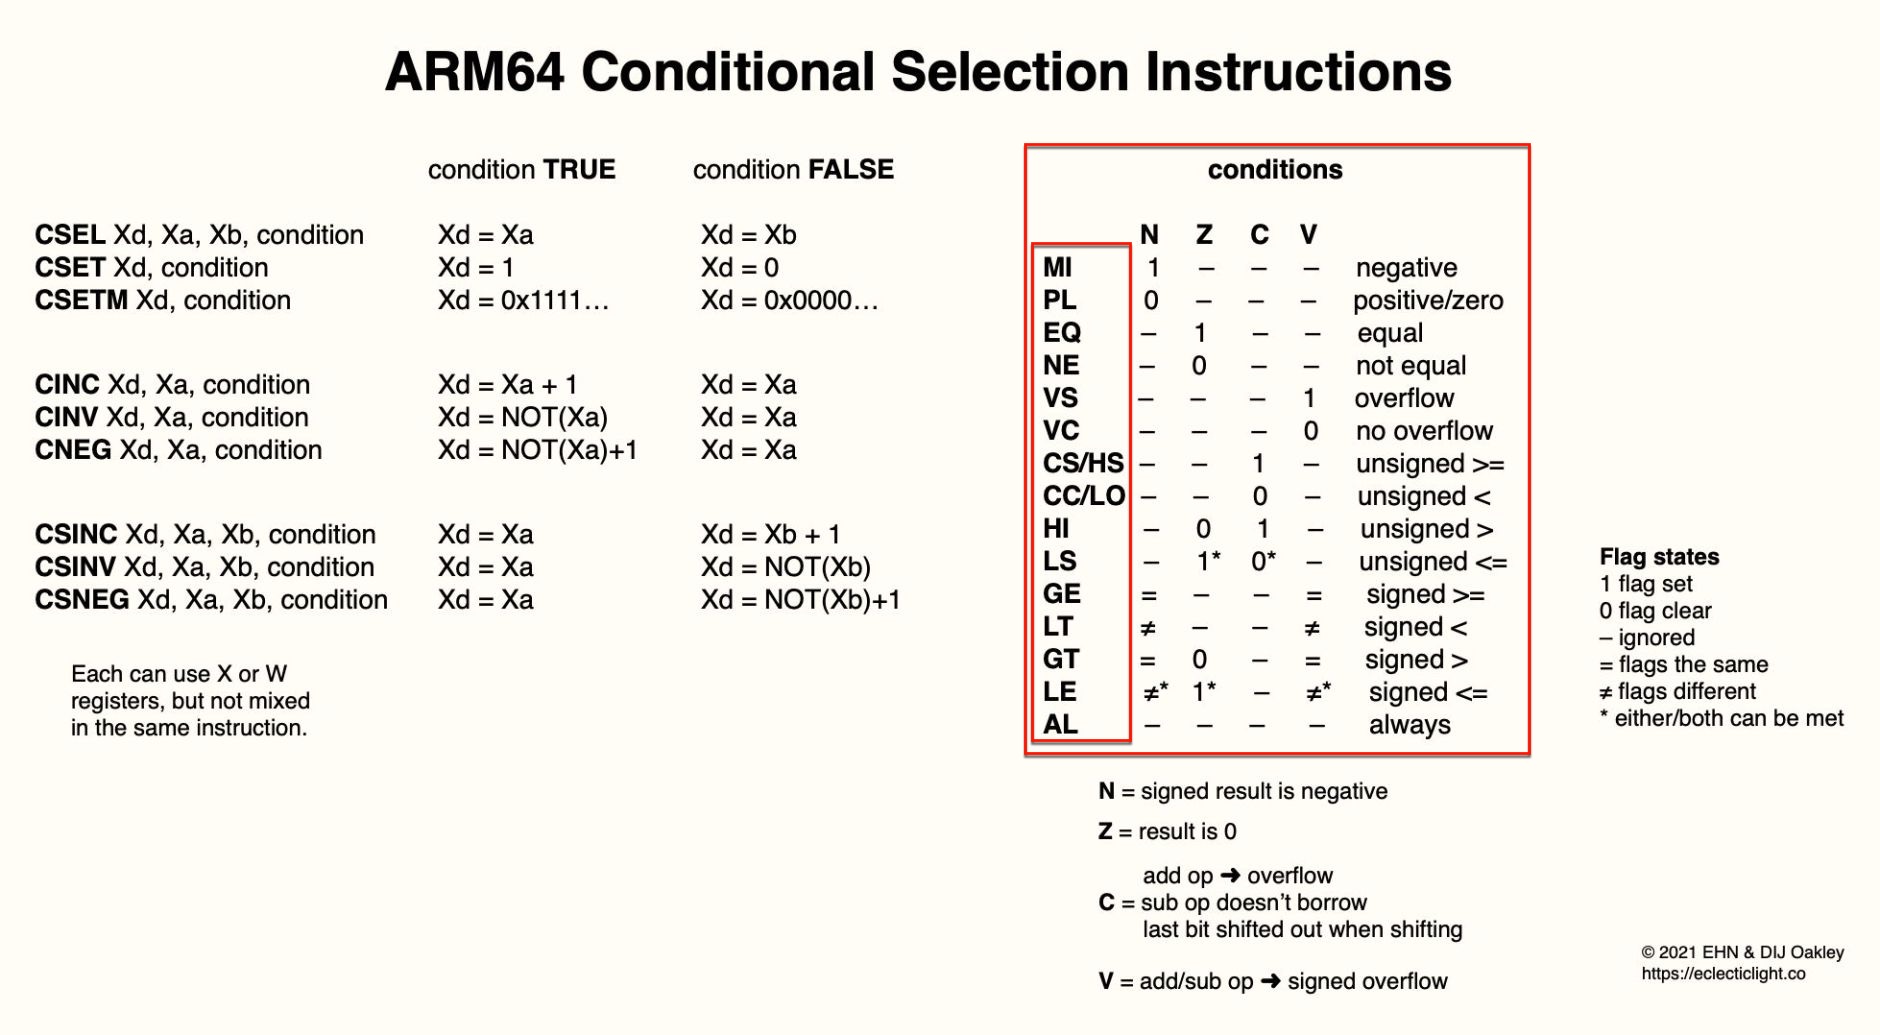 ARM64 Conditional Selection Instructions
condition TRUE condition FALSE
CSEL Xd, Xa, Xb, condition Xd = Xa Xd = Xb
CSET Xd, condition Xd = 1 Xd = 0
CSETM Xd, condition Xd = 0x1111… Xd = 0x0000…
CINC Xd, Xa, condition Xd = Xa + 1 Xd = Xa
CINV Xd, Xa, condition Xd = NOT(Xa) Xd = Xa
CNEG Xd, Xa, condition Xd = NOT(Xa)+1 Xd = Xa
CSINC Xd, Xa, Xb, condition Xd = Xa Xd = Xb + 1
CSINV Xd, Xa, Xb, condition Xd = Xa Xd = NOT(Xb)
CSNEG Xd, Xa, Xb, condition Xd = Xa Xd = NOT(Xb)+1
Each can use X or W
registers, but not mixed
in the same instruction.
conditions
N Z C V
MI 1 – – – negative
PL 0 – – – positive/zero
EQ – 1 – – equal
NE – 0 – – not equal
VS – – – 1 overflow
VC – – – 0 no overflow
CS/HS – – 1 – unsigned >=
CC/LO – – 0 – unsigned <
HI – 0 1 – unsigned >
LS – 1* 0* – unsigned <=
GE = – – = signed >=
LT ≠ – – ≠ signed <
GT = 0 – = signed >
LE ≠* 1* – ≠* signed <=
AL – – – – always
Flag states
1 flag set
0 flag clear
– ignored
= flags the same
≠ flags different
* either/both can be met
N = signed result is negative
Z = result is 0
add op ➜ overflow
C = sub op doesn’t borrow
last bit shifted out when shifting
V = add/sub op ➜ signed overflow
© 2021 EHN & DIJ Oakley
https://eclecticlight.co